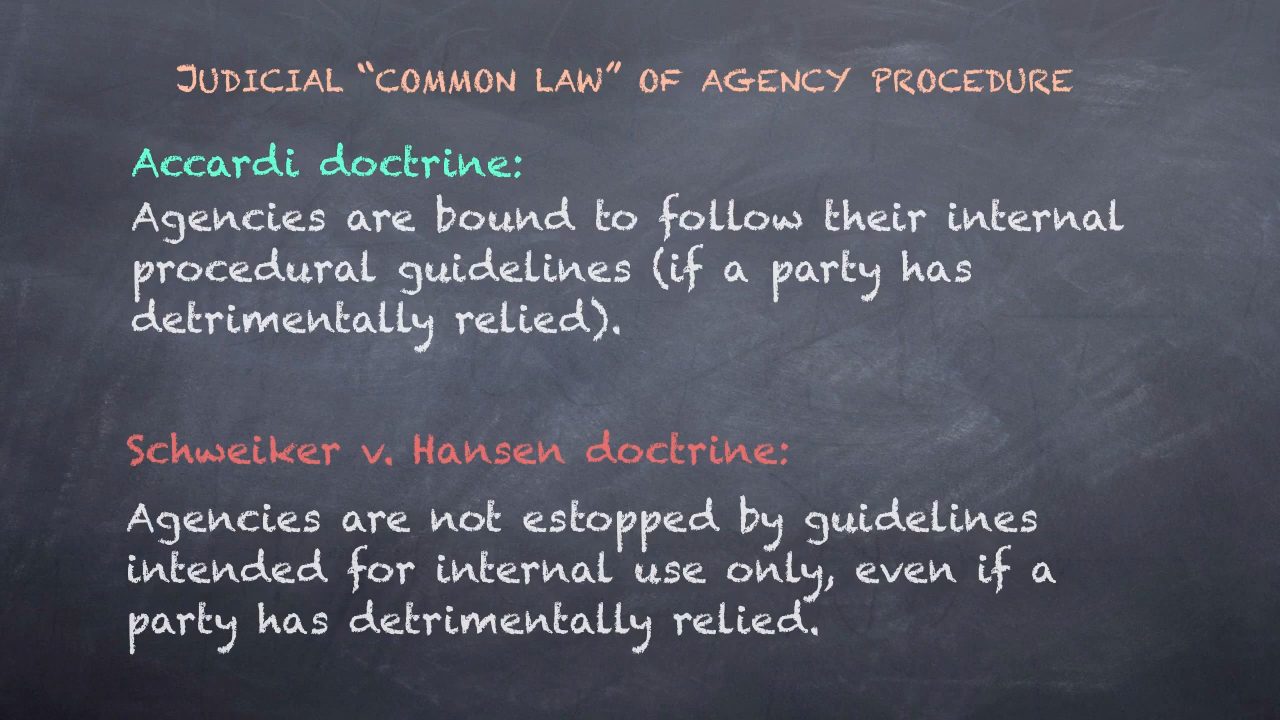 JUDICIAL “COMMON LAW” OF AGENCY PROCEDURE
Accardi doctrine:
Agencies are bound to follow their internal
procedural guidelines (if a party has
detrimentally relied).
Schweiker v. Hansen doctrine:
Agencies are not estopped by guidelines
intended for internal use only, even if a
party has detrimentally relied.